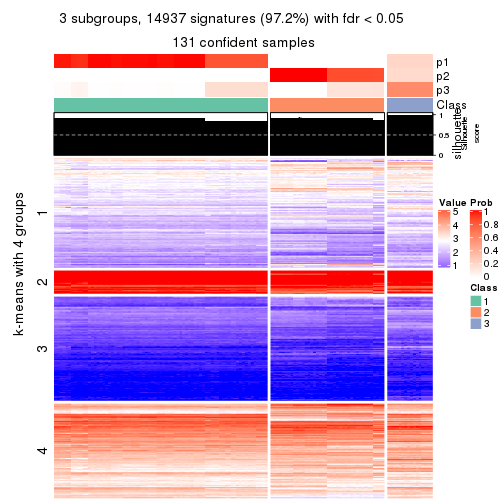 3 subgroups, 14937 signatures (97.2%) with fdr < 0.05
131 confident samples
p1
p2
p3
Class
1
0.5
0
silhouette
Silhouette
score
k-means with 4 groups
1
2
3
4
Value
5
4
3
2
1
Prob
1
0.8
0.6
0.4
0.2
0
Class
1
2
3